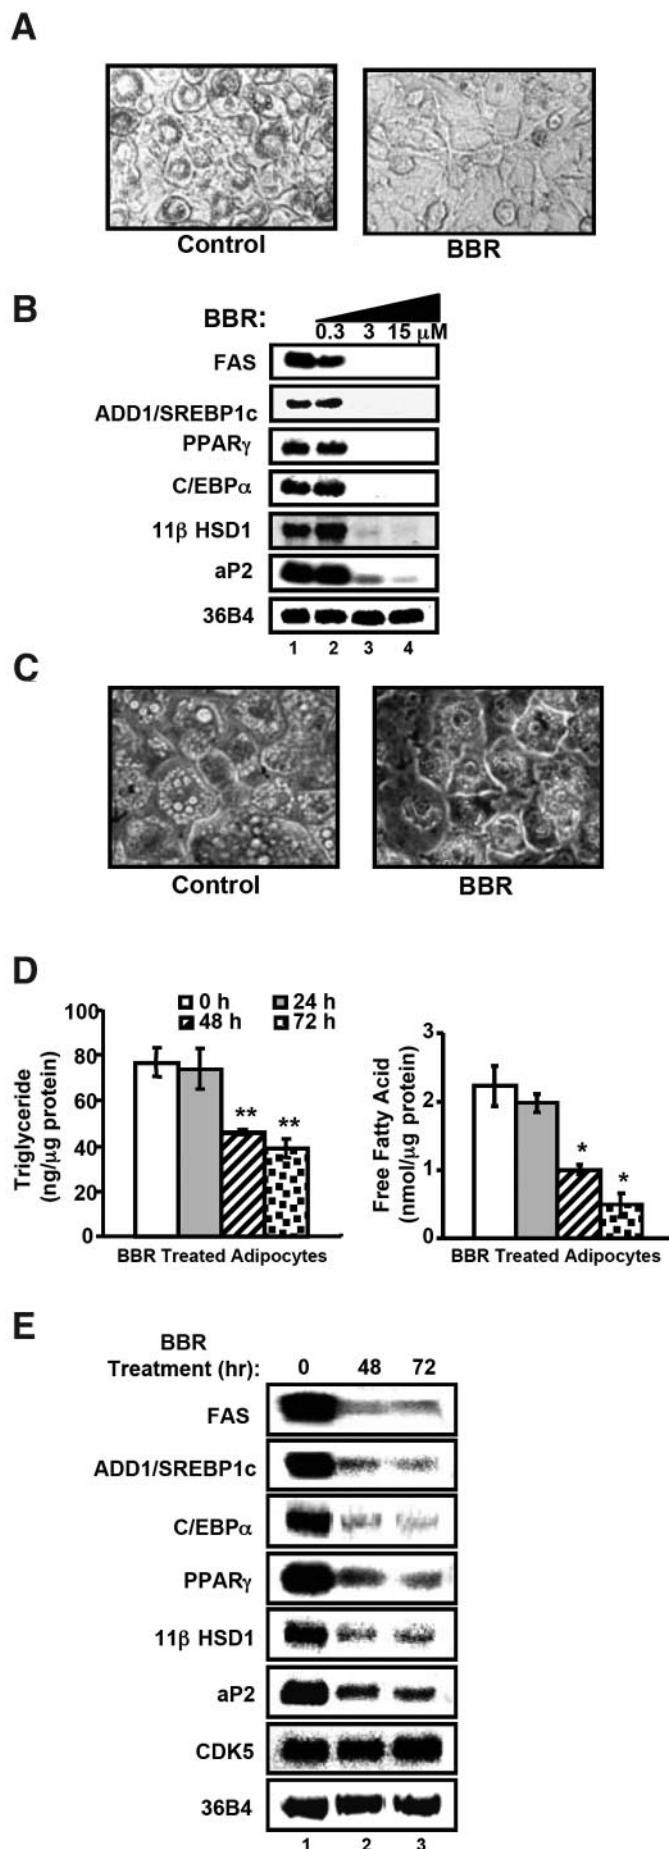 A
Control
BBR
B
BBR:
0.3 3 15 μM
FAS
ADD1/SREBP1c
PPARγ
C/EBPα
11β HSD1
aP2
36B4
1 2 3 4
C
Control
BBR
D
0 h 24 h
48 h 72 h
Triglyceride
(ng/μg protein)
100
80
60
40
20
0
** **
BBR Treated Adipocytes
Free Fatty Acid
(nmol/μg protein)
3
2
1
0
* *
BBR Treated Adipocytes
E
BBR
Treatment (hr): 0 48 72
FAS
ADD1/SREBP1c
C/EBPα
PPARγ
11β HSD1
aP2
CDK5
36B4
1 2 3